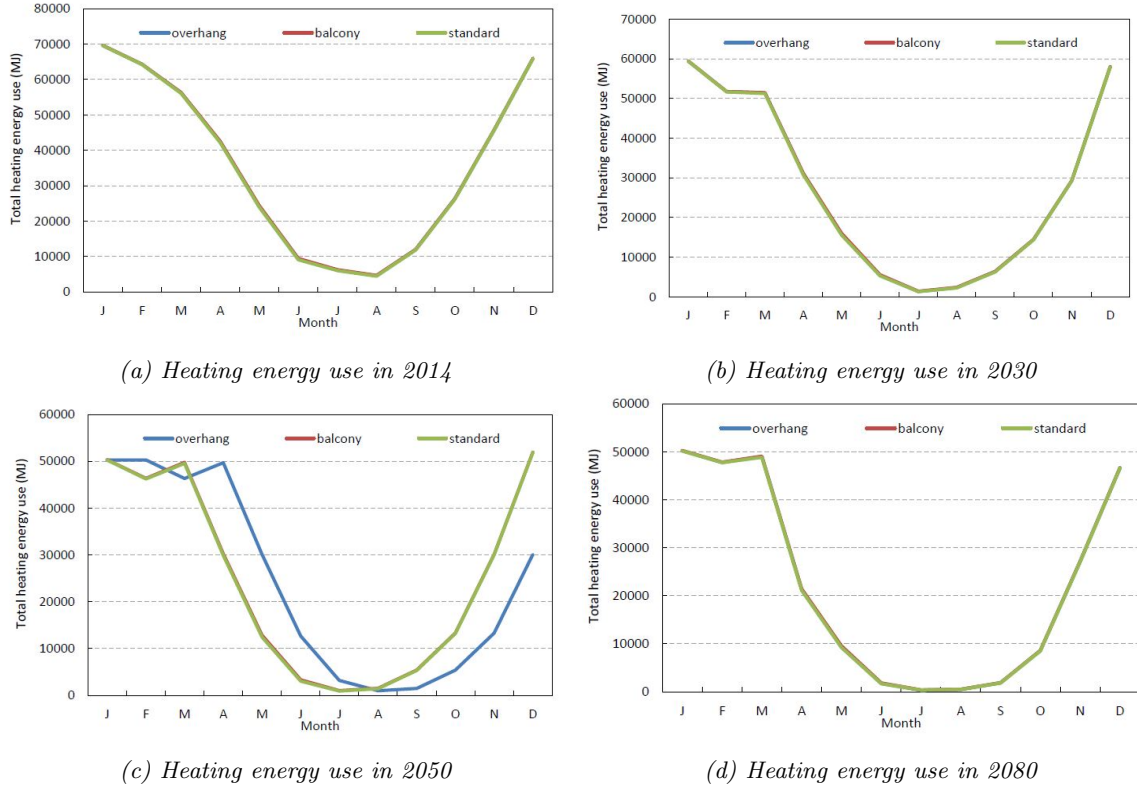 80000
70000
60000
50000
40000
30000
20000
10000
0
Total heating energy use (MJ)
overhang balcony standard
J F M A M J J A S O N D
Month
(a) Heating energy use in 2014
70000
60000
50000
40000
30000
20000
10000
0
Total heating energy use (MJ)
overhang balcony standard
J F M A M J J A S O N D
Month
(b) Heating energy use in 2030
60000
50000
40000
30000
20000
10000
0
Total heating energy use (MJ)
overhang balcony standard
J F M A M J J A S O N D
Month
(c) Heating energy use in 2050
60000
50000
40000
30000
20000
10000
0
Total heating energy use (MJ)
overhang balcony standard
J F M A M J J A S O N D
Month
(d) Heating energy use in 2080